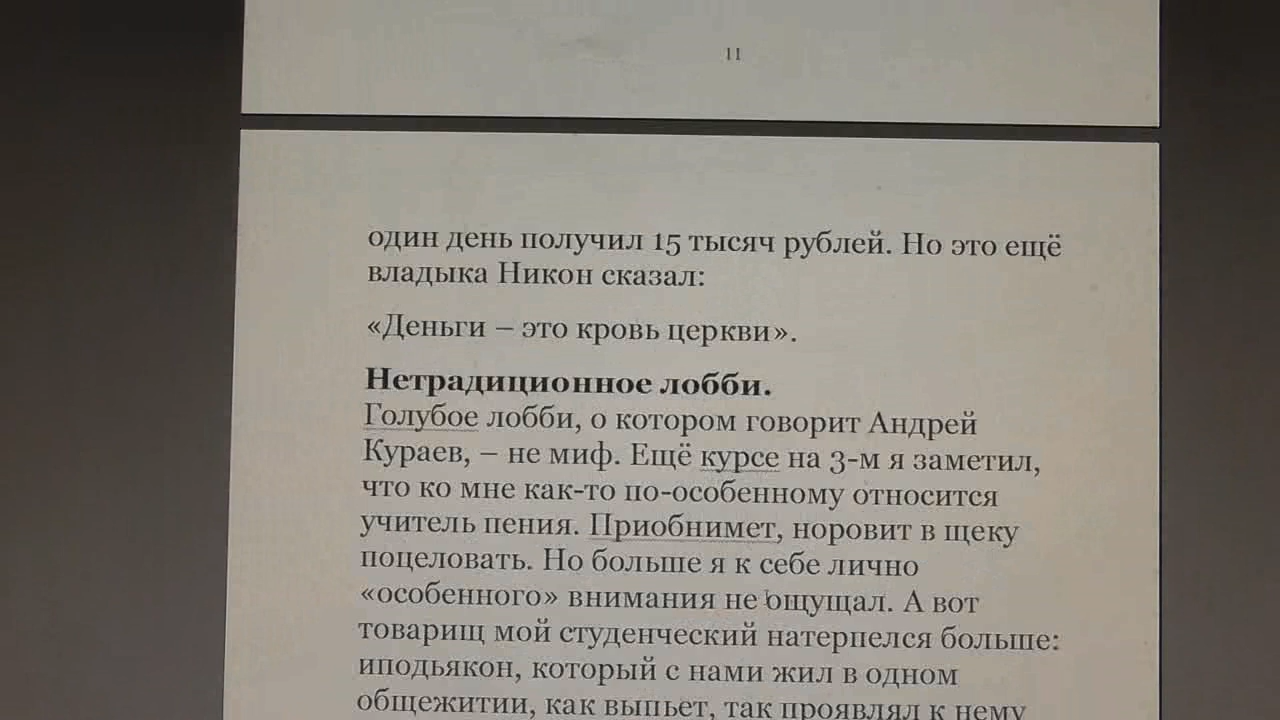 11
один день получил 15 тысяч рублей. Но это ещё
владыка Никон сказал:
«Деньги – это кровь церкви».
Нетрадиционное лобби.
Голубое лобби, о котором говорит Андрей
Кураев, – не миф. Ещё курсе на 3-м я заметил,
что ко мне как-то по-особенному относится
учитель пения. Приобнимет, норовит в щеку
поцеловать. Но больше я к себе лично
«особенного» внимания не ощущал. А вот
товарищ мой студенческий натерпелся больше:
иподьякон, который с нами жил в одном
общежитии, как выпьет, так проявлял к нему